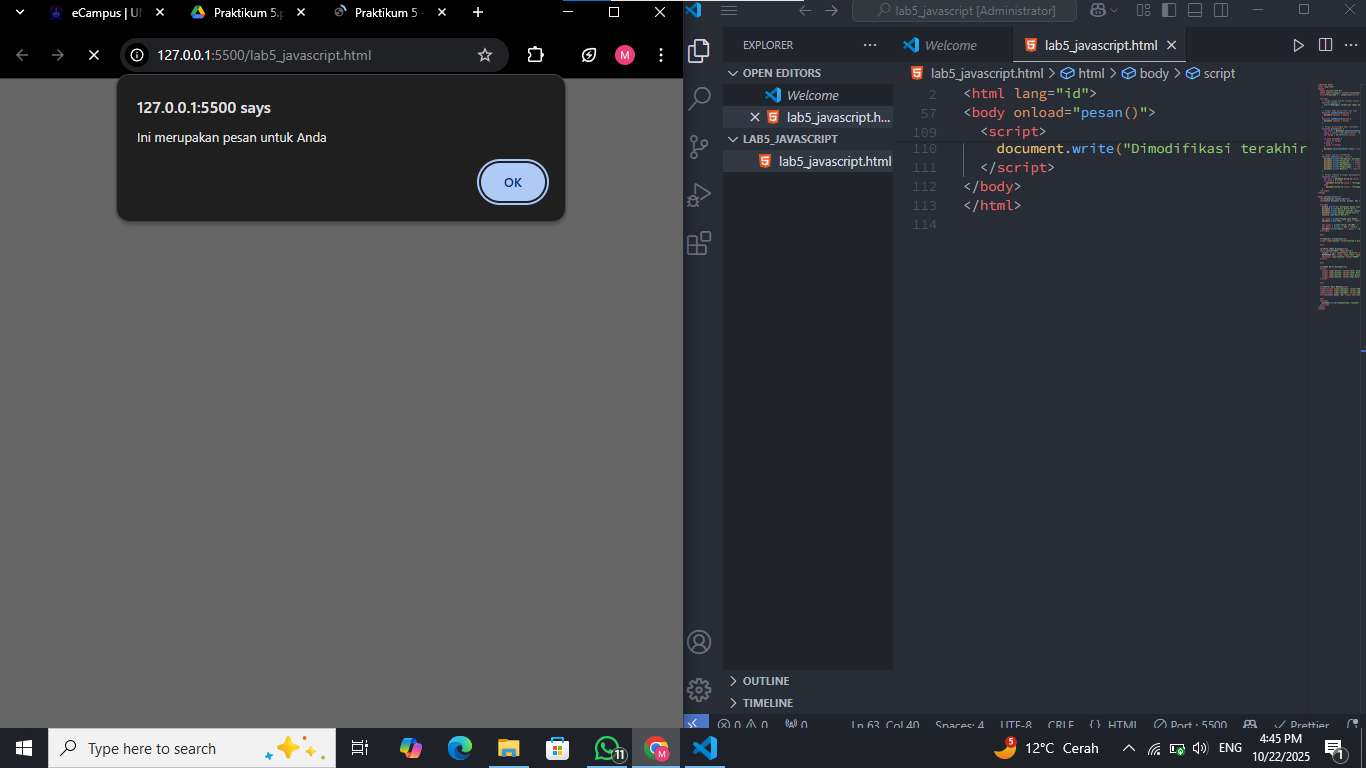 eCampus | UN
Praktikum 5.p
Praktikum 5 -
127.0.0.1:5500/lab5_javascript.html
M
127.0.0.1:5500 says
Ini merupakan pesan untuk Anda
OK
lab5_javascript [Administrator]
EXPLORER
OPEN EDITORS
Welcome
lab5_javascript.h...
LAB5_JAVASCRIPT
lab5_javascript.html
OUTLINE
TIMELINE
Welcome
lab5_javascript.html
lab5_javascript.html > html > body > script
2 <html lang="id">
57 <body onload="pesan()">
109 <script>
110 document.write("Dimodifikasi terakhir
111 </script>
112 </body>
113 </html>
114
0 0 0 Ln 63, Col 40 Spaces: 4 UTF-8 CRLF {} HTML Port : 5500 Prettier
Type here to search
11
M
5
12°C Cerah
ENG
4:45 PM
10/22/2025
1